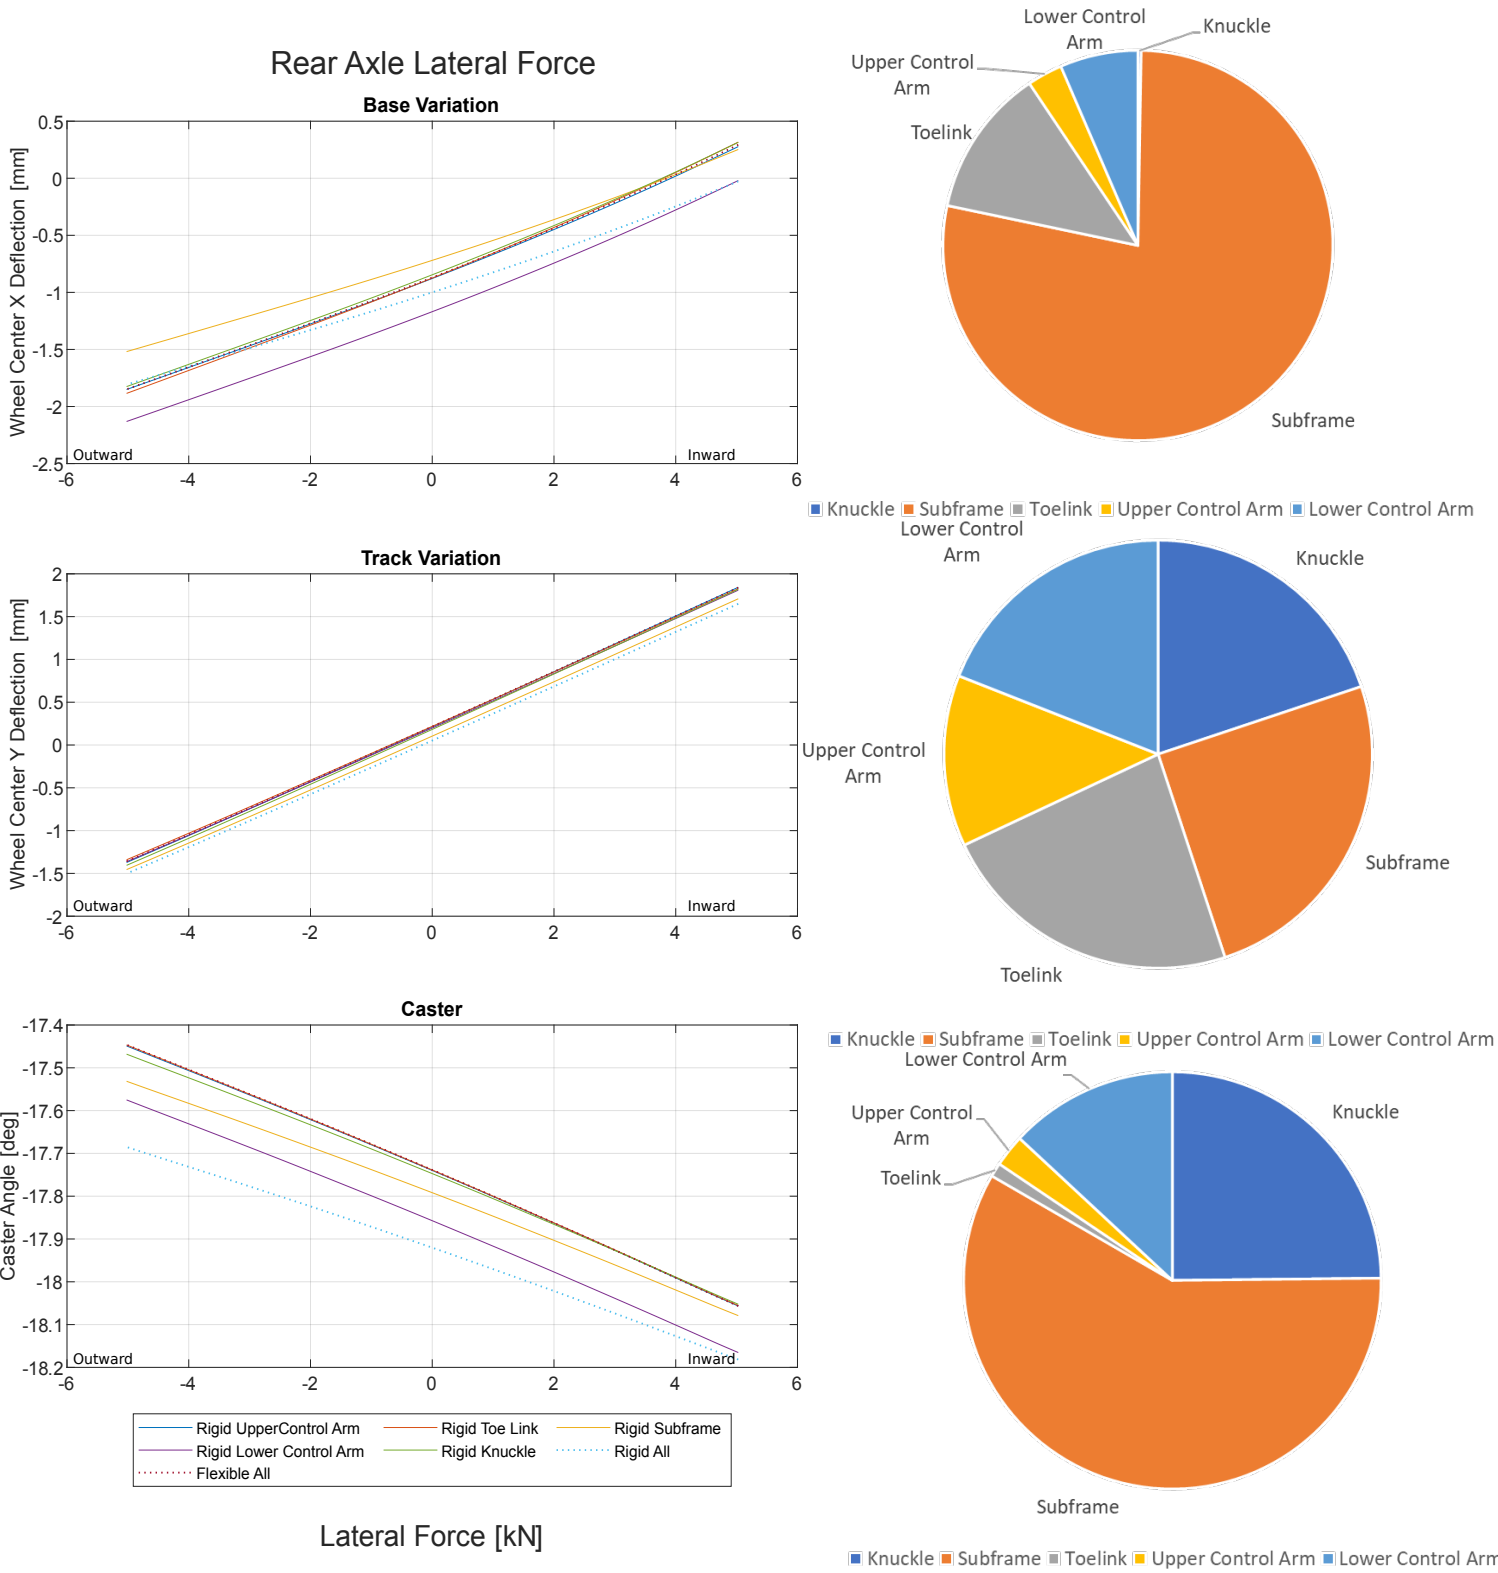 Rear Axle Lateral Force
Base Variation
Wheel Center X Deflection [mm]
0.5
0
-0.5
-1
-1.5
-2
-2.5
Outward
Inward
-6 -4 -2 0 2 4 6
Lower Control
Arm
Knuckle
Upper Control
Arm
Toelink
Subframe
Knuckle Subframe Toelink Upper Control Arm Lower Control Arm
Track Variation
Wheel Center Y Deflection [mm]
2
1.5
1
0.5
0
-0.5
-1
-1.5
-2
Outward
Inward
-6 -4 -2 0 2 4 6
Lower Control
Arm
Knuckle
Upper Control
Arm
Subframe
Toelink
Knuckle Subframe Toelink Upper Control Arm Lower Control Arm
Caster
Caster Angle [deg]
-17.4
-17.5
-17.6
-17.7
-17.8
-17.9
-18
-18.1
-18.2
Outward
Inward
-6 -4 -2 0 2 4 6
Lower Control Arm
Knuckle
Upper Control
Arm
Toelink
Subframe
Knuckle Subframe Toelink Upper Control Arm Lower Control Arm
Rigid UpperControl Arm Rigid Toe Link Rigid Subframe
Rigid Lower Control Arm Rigid Knuckle Rigid All
Flexible All
Lateral Force [kN]